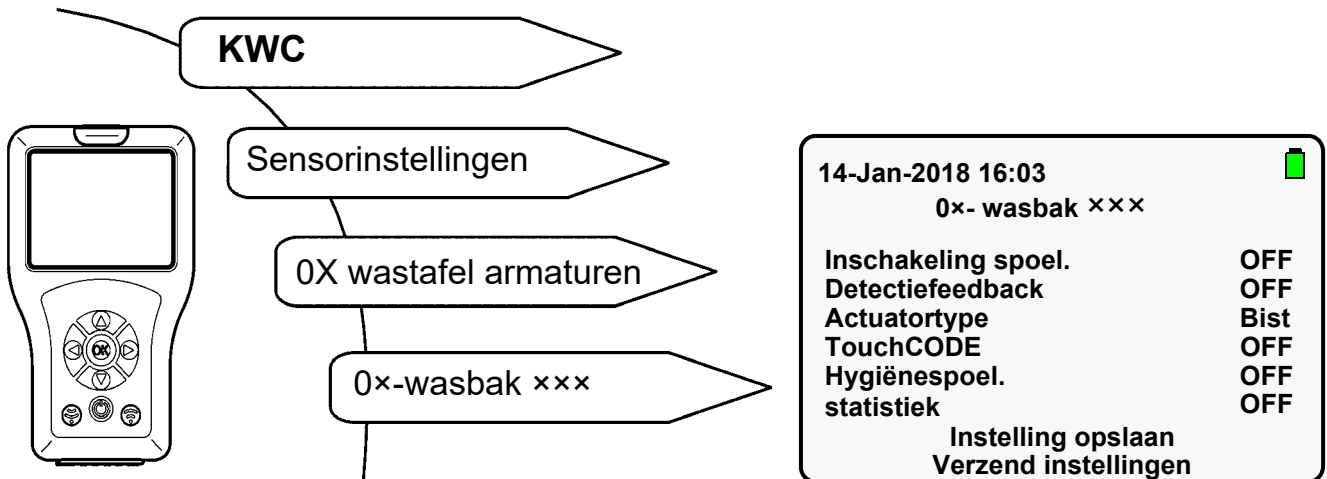 KWC
Sensorinstellingen
0X wastafel armaturen
0×-wasbak ×××
OK
14-Jan-2018 16:03
0×- wasbak ×××
Inschakeling spoel. OFF
Detectiefeedback OFF
Actuatortype Bist
TouchCODE OFF
Hygiënespoel. OFF
statistiek OFF
Instelling opslaan
Verzend instellingen